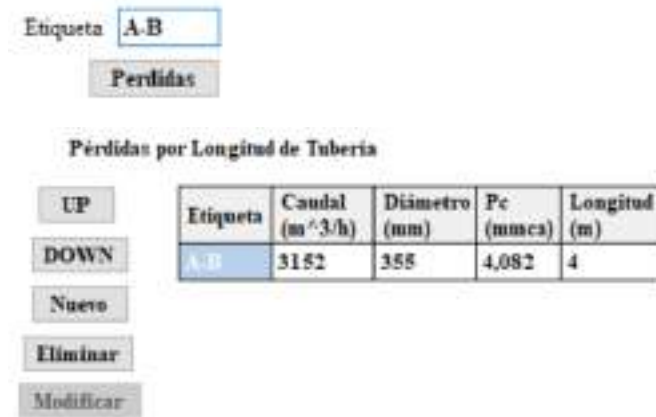 Etiqueta A-B
Perdidas
Pérdidas por Longitud de Tubería
UP
DOWN
Nuevo
Eliminar
Modificar
Etiqueta Caudal (m^3/h) Diámetro (mm) Pc (mmca) Longitud (m)
A-B 3152 355 4,082 4